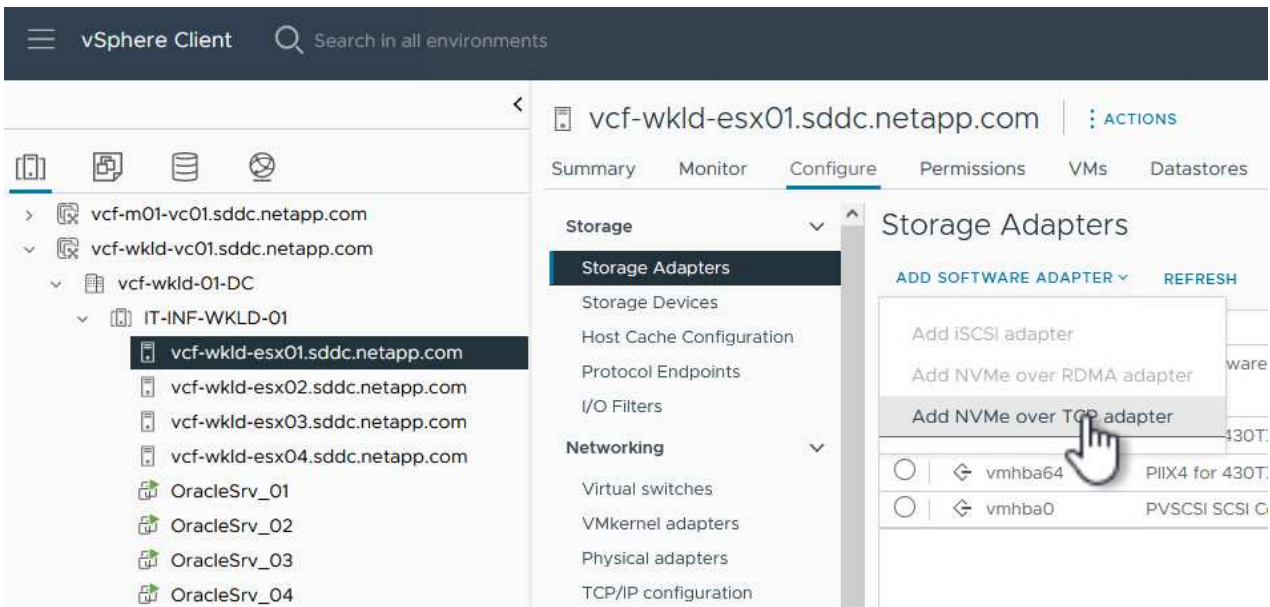 vSphere Client
Search in all environments
vcf-m01-vc01.sddc.netapp.com
vcf-wkld-vc01.sddc.netapp.com
vcf-wkld-01-DC
IT-INF-WKLD-01
vcf-wkld-esx01.sddc.netapp.com
vcf-wkld-esx02.sddc.netapp.com
vcf-wkld-esx03.sddc.netapp.com
vcf-wkld-esx04.sddc.netapp.com
OracleSrv_01
OracleSrv_02
OracleSrv_03
OracleSrv_04
vcf-wkld-esx01.sddc.netapp.com
ACTIONS
Summary Monitor Configure Permissions VMs Datastores
Storage
Storage Adapters
Storage Devices
Host Cache Configuration
Protocol Endpoints
I/O Filters
Networking
Virtual switches
VMkernel adapters
Physical adapters
TCP/IP configuration
Storage Adapters
ADD SOFTWARE ADAPTER REFRESH
Add iSCSI adapter
Add NVMe over RDMA adapter
Add NVMe over TCP adapter
ware
430T
vmhba64 PIIX4 for 430T
vmhba0 PVSCSI SCSI C